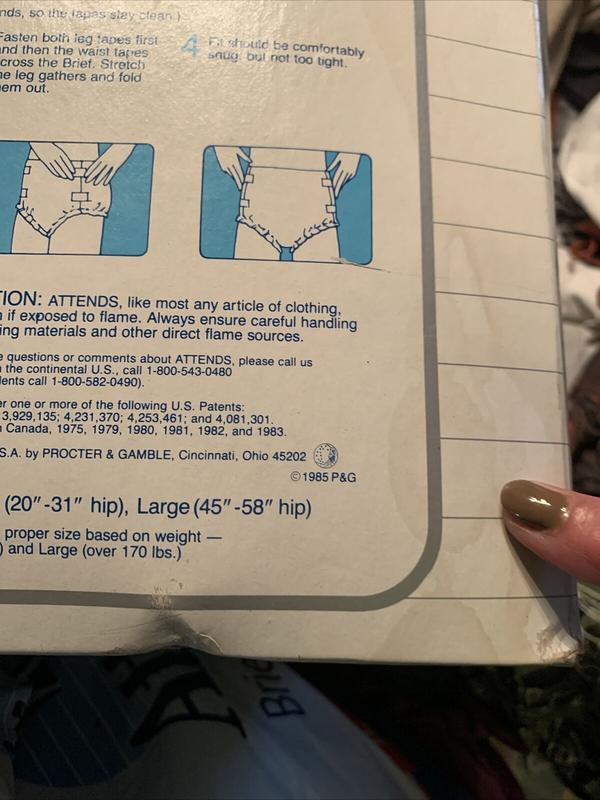 nds, so the tapes stay clean.)
Fasten both leg tapes first
and then the waist tapes
cross the Brief. Stretch
he leg gathers and fold
em out.
4 Fit should be comfortably
snug, but not too tight.
TION: ATTENDS, like most any article of clothing,
n if exposed to flame. Always ensure careful handling
ing materials and other direct flame sources.
e questions or comments about ATTENDS, please call us
n the continental U.S., call 1-800-543-0480
dents call 1-800-582-0490).
er one or more of the following U.S. Patents:
3,929,135; 4,231,370; 4,253,461; and 4,081,301.
n Canada, 1975, 1979, 1980, 1981, 1982, and 1983.
S.A. by PROCTER & GAMBLE, Cincinnati, Ohio 45202
©1985 P&G
(20"-31" hip), Large (45"-58" hip)
proper size based on weight —
) and Large (over 170 lbs.)
Brie